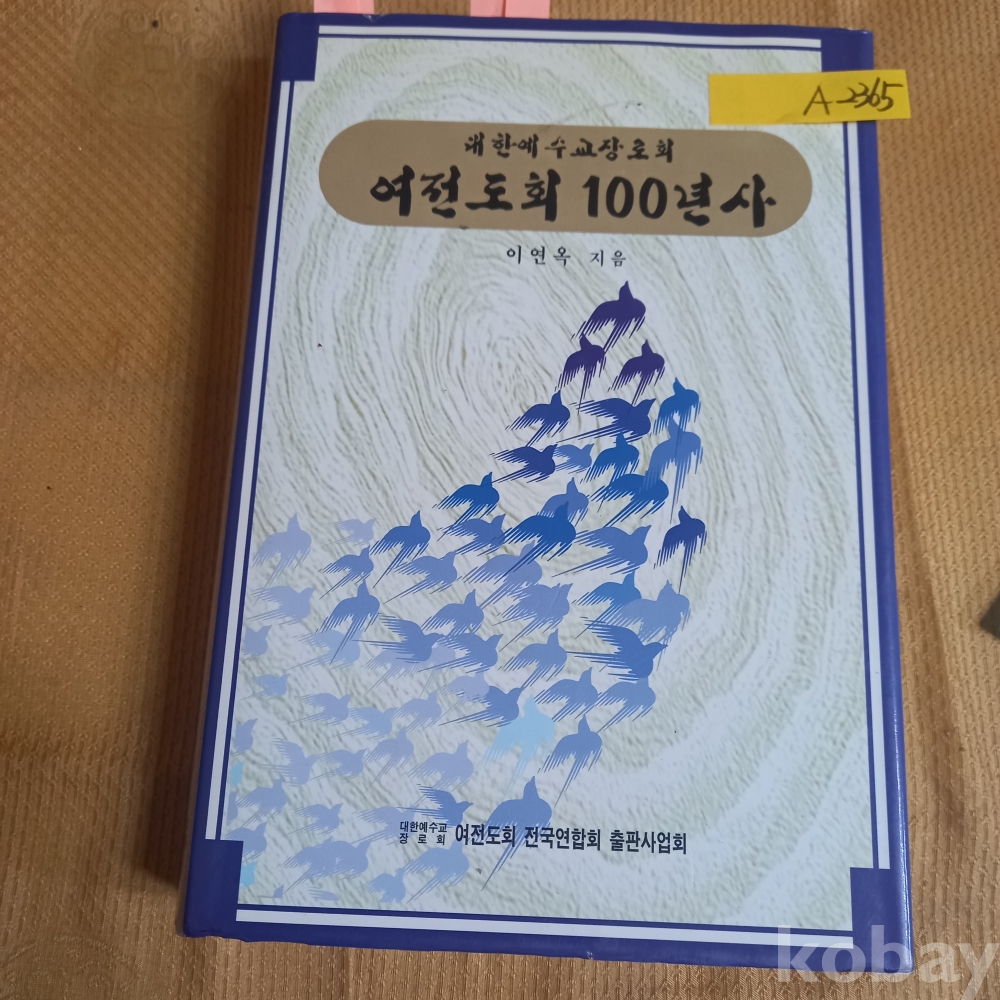 A-2365
대한예수교장로회
여전도회 100년사
이연옥 지음
대한예수교
장로회 여전도회 전국연합회 출판사업회
kobay